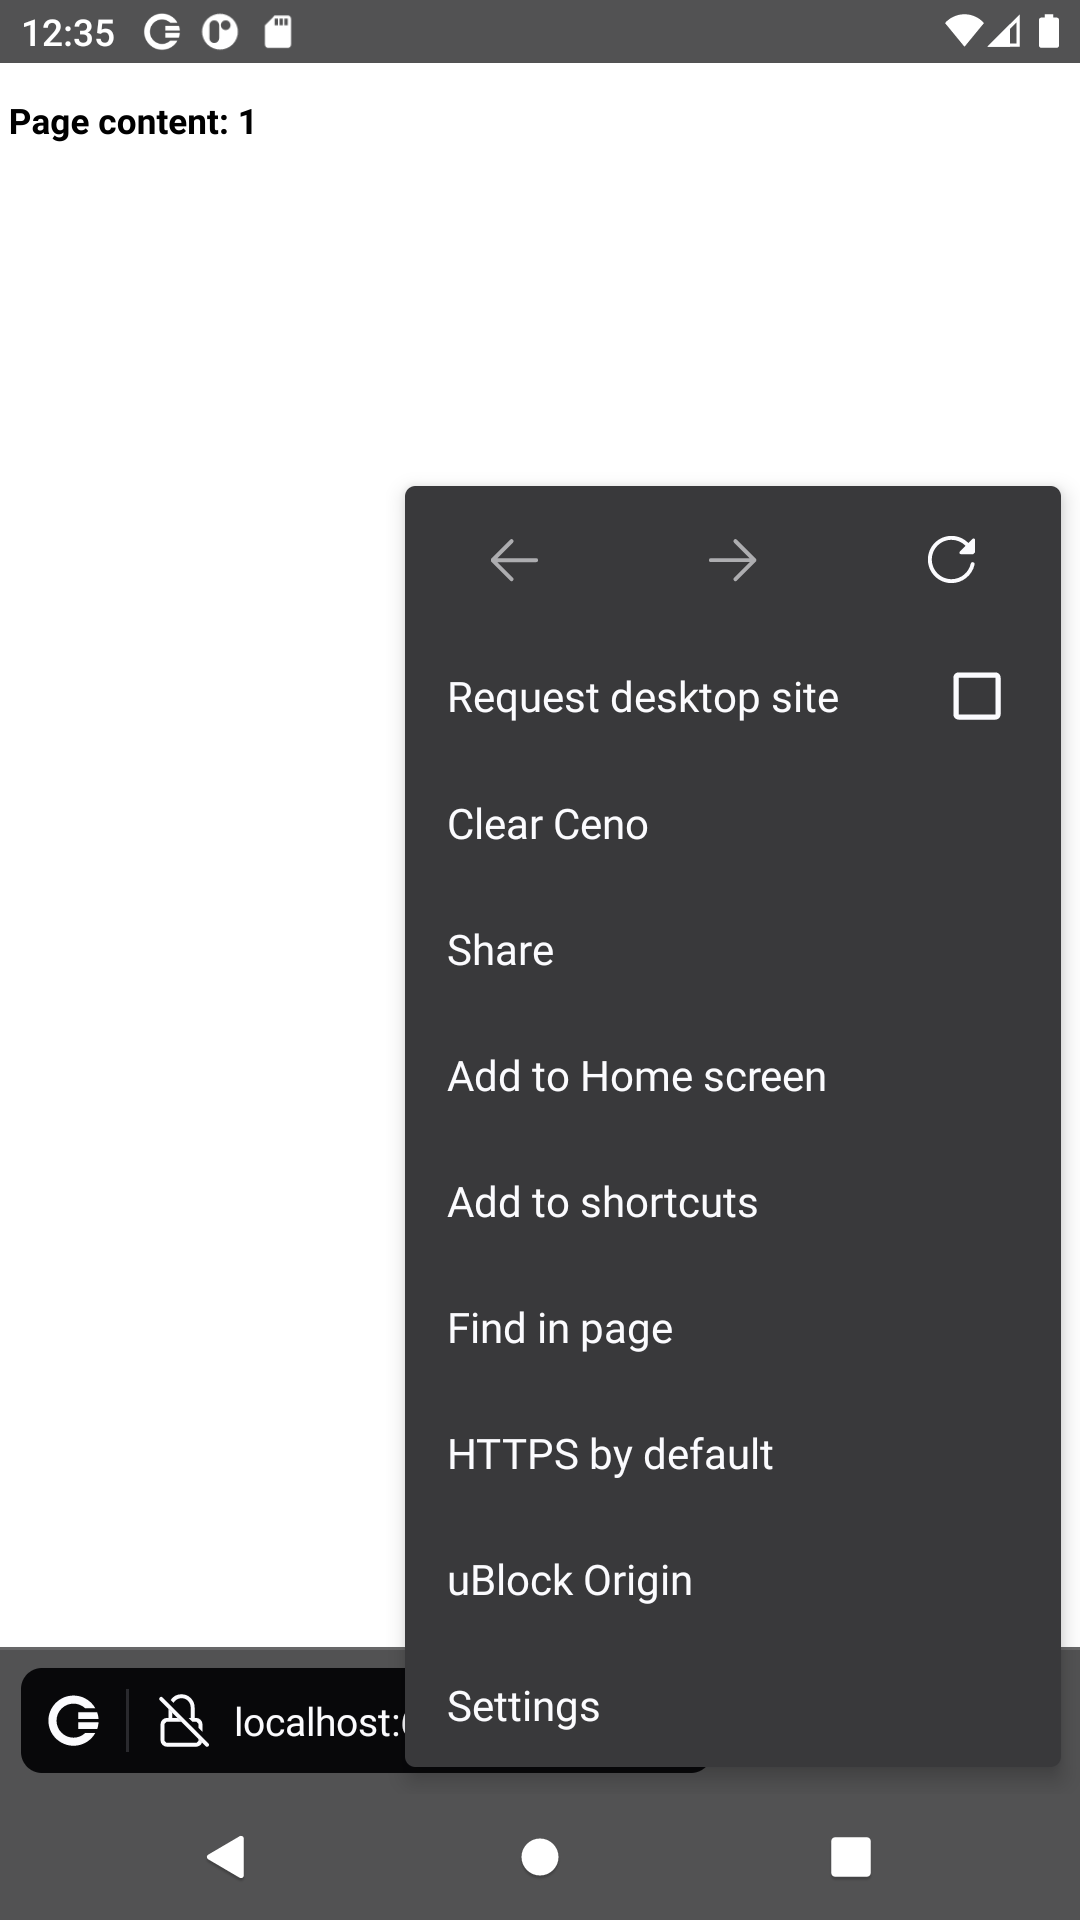 12:35
Page content: 1
Request desktop site
Clear Ceno
Share
Add to Home screen
Add to shortcuts
Find in page
HTTPS by default
uBlock Origin
Settings
localhost: